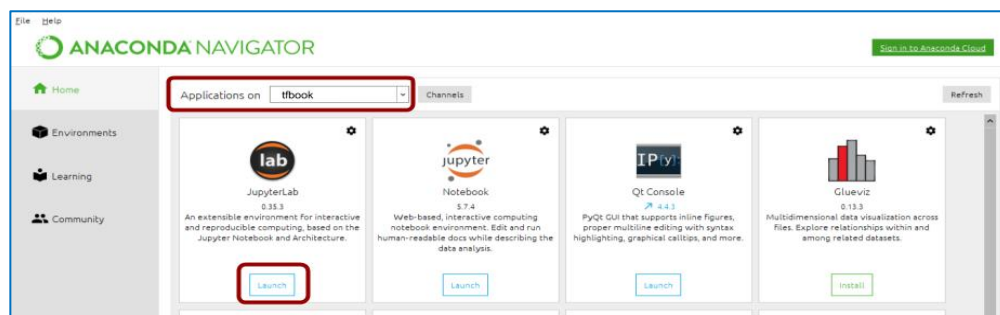 File Help
ANACONDA NAVIGATOR
Sign in to Anaconda Cloud
Home
Applications on tfbook Channels Refresh
Environments
Learning
Community
lab
JupyterLab
0.35.3
An extensible environment for interactive
and reproducible computing, based on the
Jupyter Notebook and Architecture.
Launch
jupyter
Notebook
5.7.4
Web-based, interactive computing
notebook environment. Edit and run
human-readable docs while describing the
data analysis.
Launch
IP[y]:
Qt Console
4.4.3
PyQt GUI that supports inline figures,
proper multiline editing with syntax
highlighting, graphical calltips, and more.
Launch
Glueviz
0.13.3
Multidimensional data visualization across
files. Explore relationships within and
among related datasets.
Install